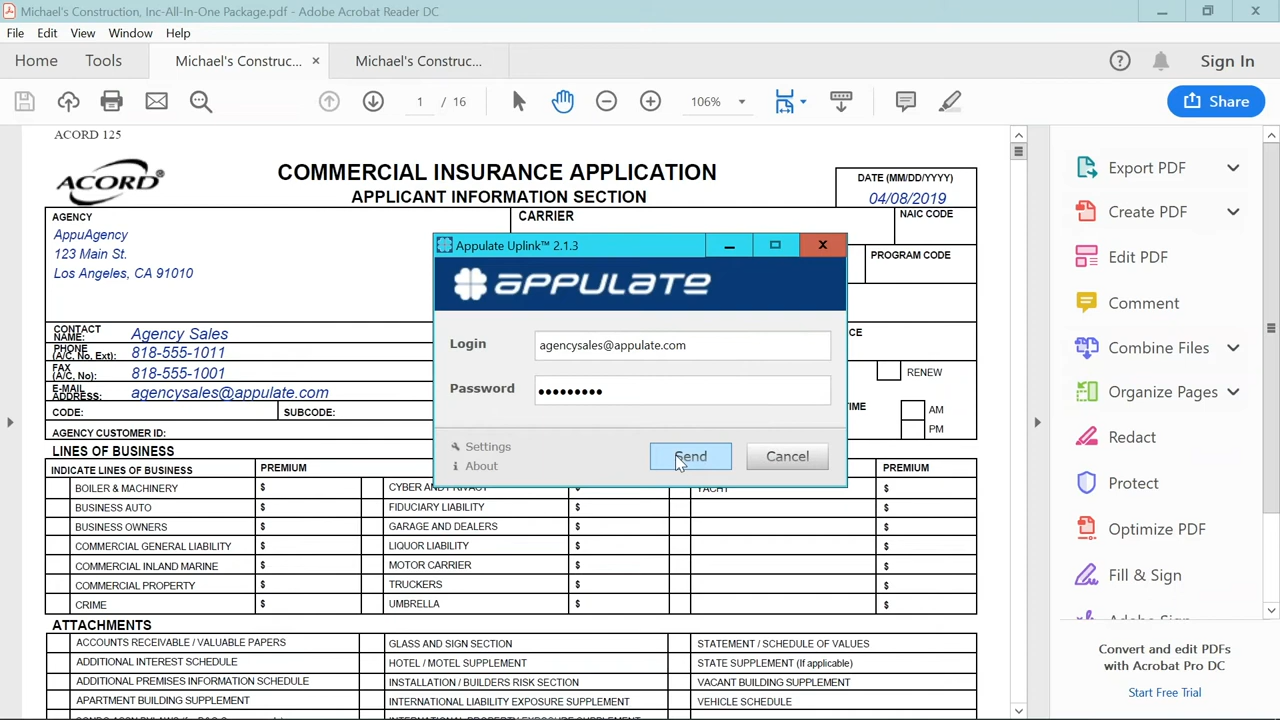 Michael's Construction, Inc-All-In-One Package.pdf - Adobe Acrobat Reader DC
File Edit View Window Help
Home Tools Michael's Construc... × Michael's Construc... Sign In
1 / 16 106% Share
ACORD 125
ACORD®
COMMERCIAL INSURANCE APPLICATION
APPLICANT INFORMATION SECTION
DATE (MM/DD/YYYY)
04/08/2019
AGENCY CARRIER NAIC CODE
AppuAgency
123 Main St.
Los Angeles, CA 91010
PROGRAM CODE
CONTACT NAME: Agency Sales
PHONE (A/C, No, Ext): 818-555-1011
FAX (A/C, No): 818-555-1001
E-MAIL ADDRESS: agencysales@appulate.com
RENEW
CODE: SUBCODE:
AM
PM
AGENCY CUSTOMER ID:
Appulate Uplink™ 2.1.3
APPULATE
Login agencysales@appulate.com
Password •••••••••
Settings
About
Send Cancel
LINES OF BUSINESS
INDICATE LINES OF BUSINESS PREMIUM PREMIUM
BOILER & MACHINERY $ CYBER AND PRIVACY $ YACHT $
BUSINESS AUTO $ FIDUCIARY LIABILITY $ $
BUSINESS OWNERS $ GARAGE AND DEALERS $ $
COMMERCIAL GENERAL LIABILITY $ LIQUOR LIABILITY $ $
COMMERCIAL INLAND MARINE $ MOTOR CARRIER $ $
COMMERCIAL PROPERTY $ TRUCKERS $ $
CRIME $ UMBRELLA $ $
ATTACHMENTS
ACCOUNTS RECEIVABLE / VALUABLE PAPERS GLASS AND SIGN SECTION STATEMENT / SCHEDULE OF VALUES
ADDITIONAL INTEREST SCHEDULE HOTEL / MOTEL SUPPLEMENT STATE SUPPLEMENT (If applicable)
ADDITIONAL PREMISES INFORMATION SCHEDULE INSTALLATION / BUILDERS RISK SECTION VACANT BUILDING SUPPLEMENT
APARTMENT BUILDING SUPPLEMENT INTERNATIONAL LIABILITY EXPOSURE SUPPLEMENT VEHICLE SCHEDULE
Export PDF
Create PDF
Edit PDF
Comment
Combine Files
Organize Pages
Redact
Protect
Optimize PDF
Fill & Sign
Convert and edit PDFs
with Acrobat Pro DC
Start Free Trial